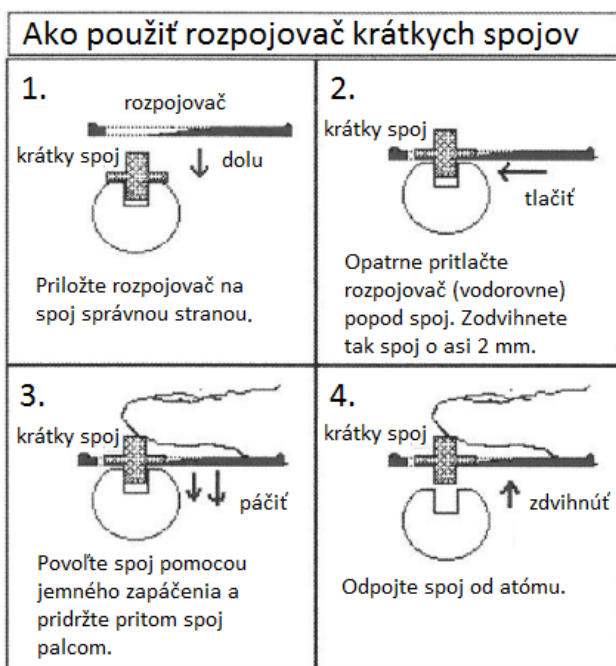 Ako použiť rozpojovač krátkych spojov
1.
rozpojovač
krátky spoj
dolu
Priložte rozpojovač na
spoj správnou stranou.
2.
krátky spoj
tlačiť
Opatrne pritlačte
rozpojovač (vodorovne)
popod spoj. Zodvihnete
tak spoj o asi 2 mm.
3.
krátky spoj
páčiť
Povoľte spoj pomocou
jemného zapáčenia a
pridržte pritom spoj
palcom.
4.
krátky spoj
zdvihnúť
Odpojte spoj od atómu.